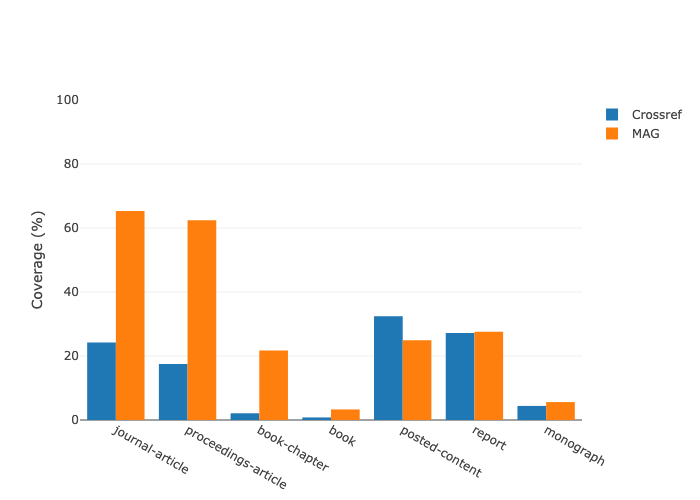 100
80
60
40
20
0
Coverage (%)
journal-article
proceedings-article
book-chapter
book
posted-content
report
monograph
Crossref
MAG